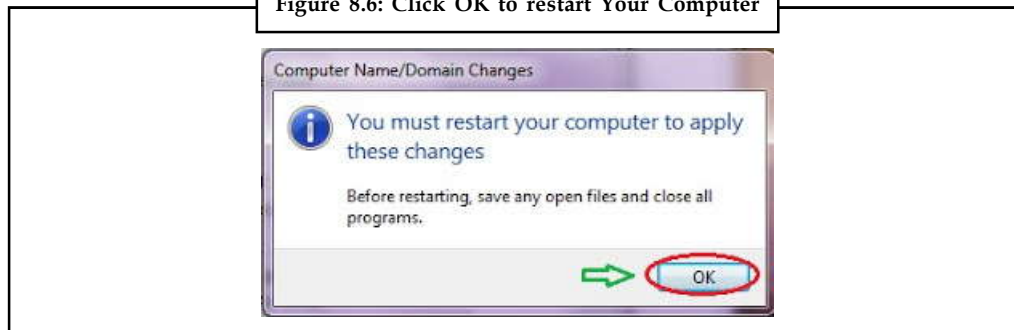 Figure 8.6: Click OK to restart Your Computer
Computer Name/Domain Changes
You must restart your computer to apply
these changes
Before restarting, save any open files and close all
programs.
OK